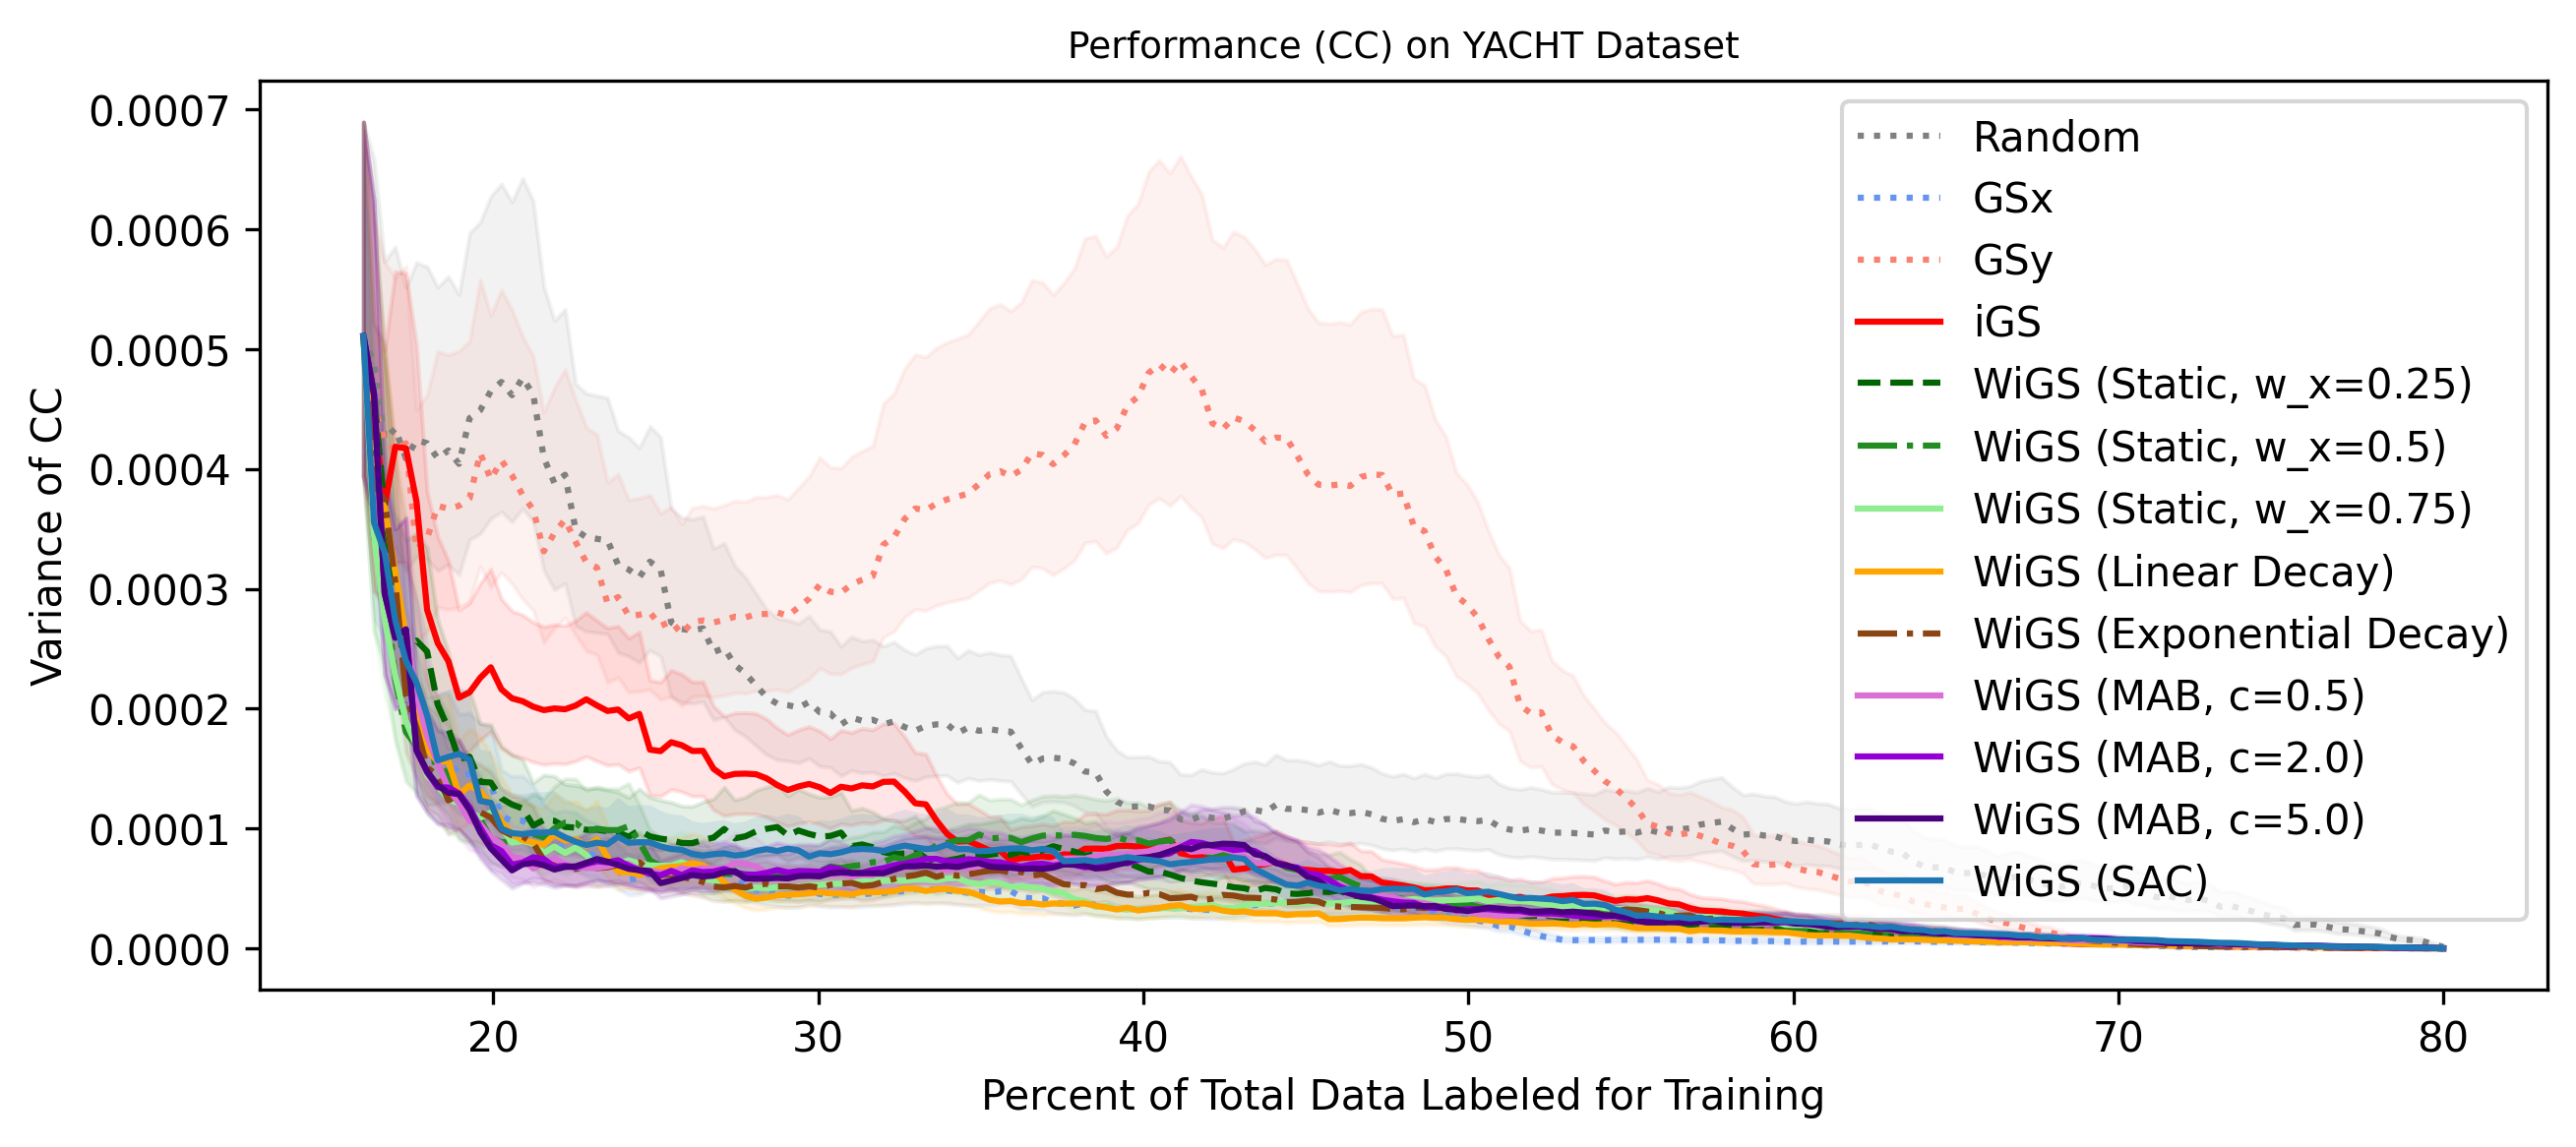 Performance (CC) on YACHT Dataset
Variance of CC
0.0007
0.0006
0.0005
0.0004
0.0003
0.0002
0.0001
0.0000
20 30 40 50 60 70 80
Percent of Total Data Labeled for Training
Random
GSx
GSy
iGS
WiGS (Static, w_x=0.25)
WiGS (Static, w_x=0.5)
WiGS (Static, w_x=0.75)
WiGS (Linear Decay)
WiGS (Exponential Decay)
WiGS (MAB, c=0.5)
WiGS (MAB, c=2.0)
WiGS (MAB, c=5.0)
WiGS (SAC)